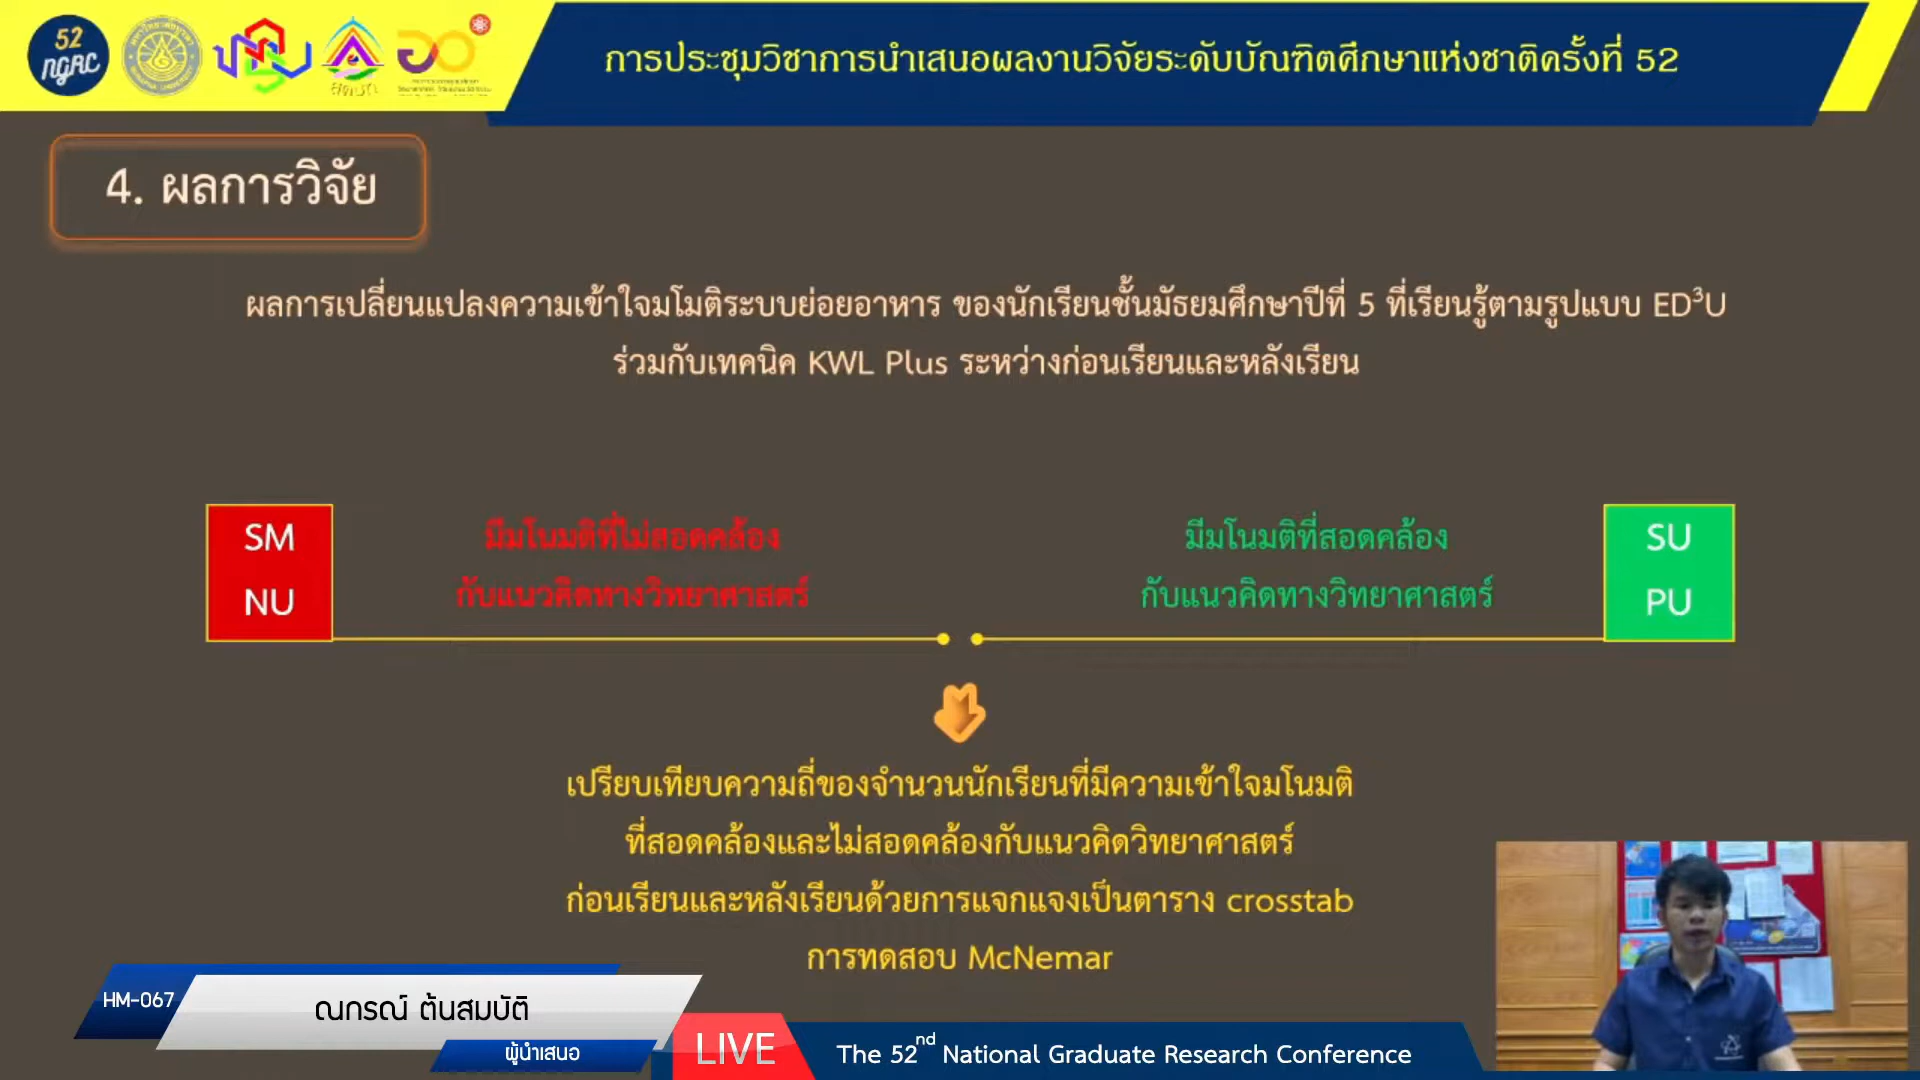 52
ngRC
การประชุมวิชาการนำเสนอผลงานวิจัยระดับบัณฑิตศึกษาแห่งชาติครั้งที่ 52
4. ผลการวิจัย
ผลการเปลี่ยนแปลงความเข้าใจมโมติระบบย่อยอาหาร ของนักเรียนชั้นมัธยมศึกษาปีที่ 5 ที่เรียนรู้ตามรูปแบบ ED³U
ร่วมกับเทคนิค KWL Plus ระหว่างก่อนเรียนและหลังเรียน
SM
NU
มีมโนมติที่ไม่สอดคล้อง
กับแนวคิดทางวิทยาศาสตร์
มีมโนมติที่สอดคล้อง
กับแนวคิดทางวิทยาศาสตร์
SU
PU
เปรียบเทียบความถี่ของจำนวนนักเรียนที่มีความเข้าใจมโนมติ
ที่สอดคล้องและไม่สอดคล้องกับแนวคิดวิทยาศาสตร์
ก่อนเรียนและหลังเรียนด้วยการแจกแจงเป็นตาราง crosstab
การทดสอบ McNemar
HM-067
ณกรณ์ ต้นสมบัติ
ผู้นำเสนอ
LIVE
The 52nd National Graduate Research Conference